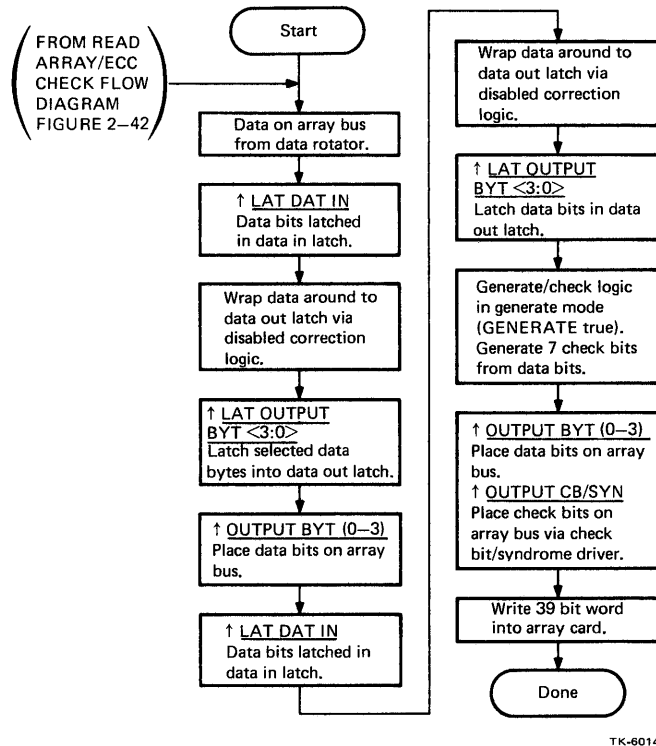 (FROM READ
ARRAY/ECC
CHECK FLOW
DIAGRAM
FIGURE 2–42)
Start
Data on array bus
from data rotator.
↑ LAT DAT IN
Data bits latched
in data in latch.
Wrap data around to
data out latch via
disabled correction
logic.
↑ LAT OUTPUT
BYT <3:0>
Latch selected data
bytes into data out latch.
↑ OUTPUT BYT (0–3)
Place data bits on array
bus.
↑ LAT DAT IN
Data bits latched in
data in latch.
Wrap data around to
data out latch via
disabled correction
logic.
↑ LAT OUTPUT
BYT <3:0>
Latch data bits in data
out latch.
Generate/check logic
in generate mode
(GENERATE true).
Generate 7 check bits
from data bits.
↑ OUTPUT BYT (0–3)
Place data bits on array
bus.
↑ OUTPUT CB/SYN
Place check bits on
array bus via check
bit/syndrome driver.
Write 39 bit word
into array card.
Done
TK-6014